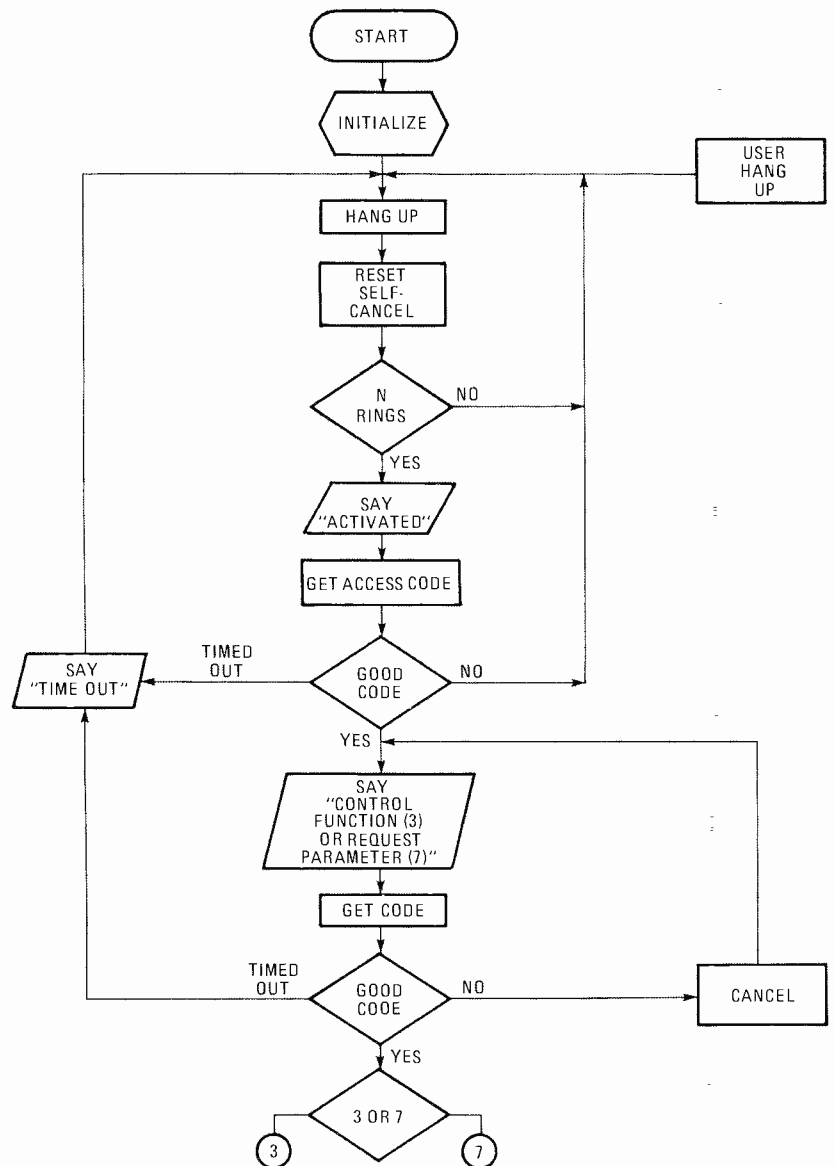 START
INITIALIZE
USER
HANG
UP
HANG UP
RESET
SELF-
CANCEL
N
RINGS
NO
YES
SAY
"ACTIVATED"
GET ACCESS CODE
TIMED
OUT
SAY
"TIME OUT"
GOOD
CODE
NO
YES
SAY
"CONTROL
FUNCTION (3)
OR REQUEST
PARAMETER (7)"
GET CODE
TIMED
OUT
GOOD
COOE
NO
CANCEL
YES
3 OR 7
3
7